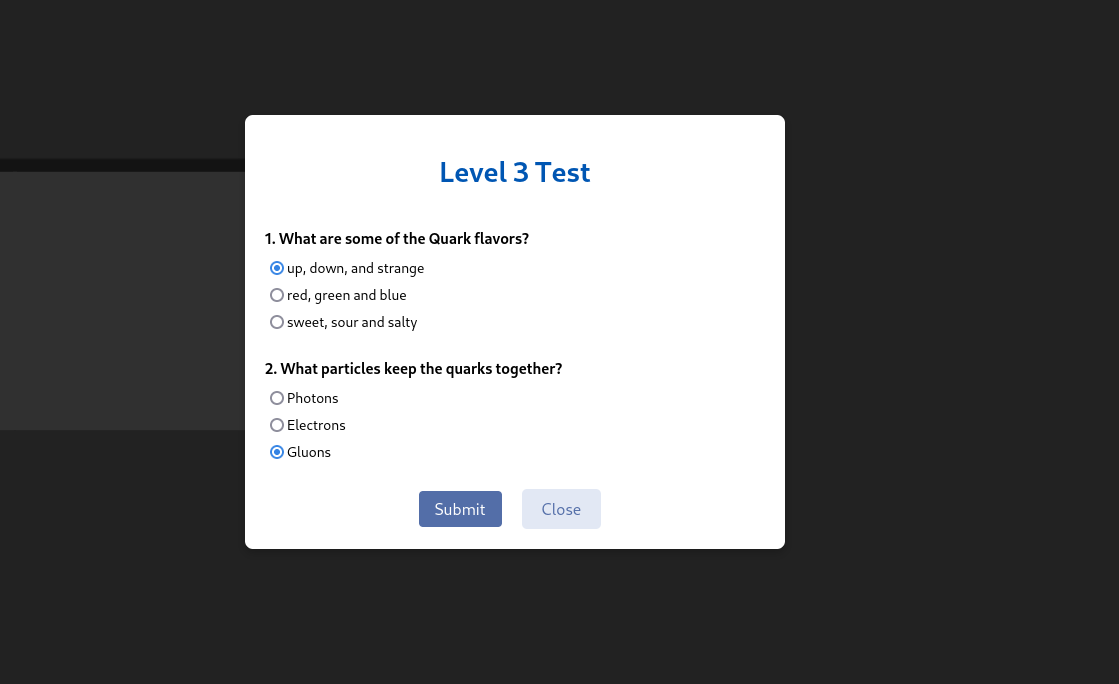 Level 3 Test
1. What are some of the Quark flavors?
up, down, and strange
red, green and blue
sweet, sour and salty
2. What particles keep the quarks together?
Photons
Electrons
Gluons
Submit Close